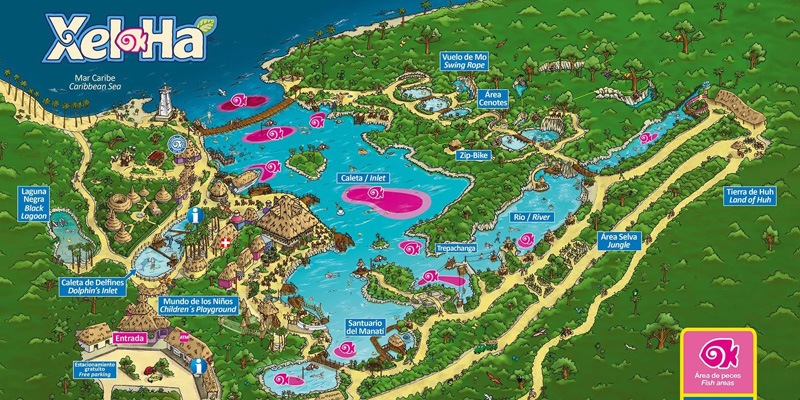 Xel-Ha
Mar Caribe
Caribbean Sea
Vuelo de Mo
Swing Rope
Área
Cenotes
Zip-Bike
Caleta / Inlet
Laguna
Negra
Black
Lagoon
Tierra de Huh
Land of Huh
Río / River
Área Selva
Jungle
Trepachanga
Caleta de Delfines
Dolphin's Inlet
Mundo de los Niños
Children´s Playground
Santuario
del Manatí
Entrada
ATM
Estacionamiento
gratuito
Free parking
i
i
Área de peces
Fish areas